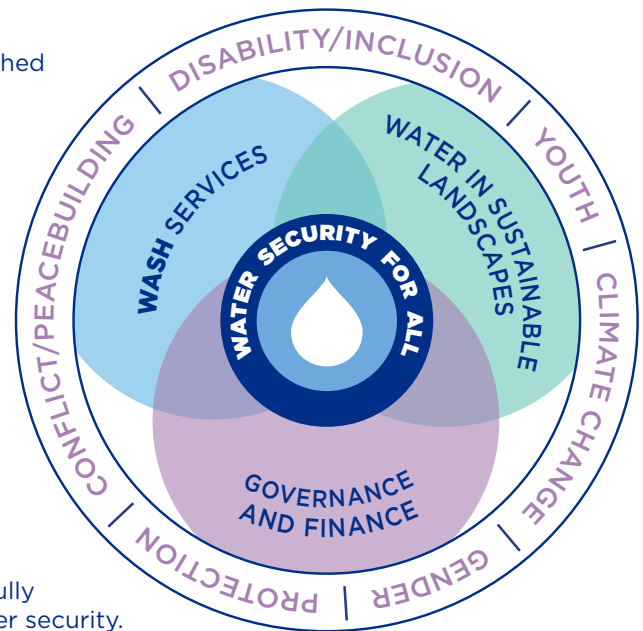 hed
DISABILITY/INCLUSION | YOUTH | CLIMATE CHANGE | GENDER | PROTECTION | CONFLICT/PEACEBUILDING |
WASH SERVICES
WATER IN SUSTAINABLE
LANDSCAPES
WATER SECURITY FOR ALL
GOVERNANCE
AND FINANCE
ully
er security.